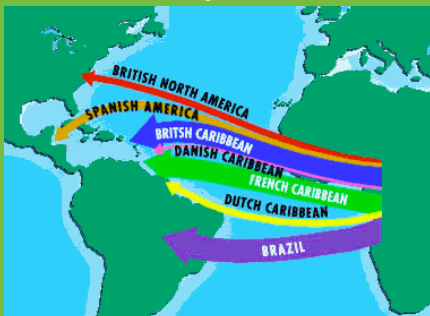 BRITISH NORTH AMERICA
SPANISH AMERICA
BRITSH CARIBBEAN
DANISH CARIBBEAN
FRENCH CARIBBEAN
DUTCH CARIBBEAN
BRAZIL